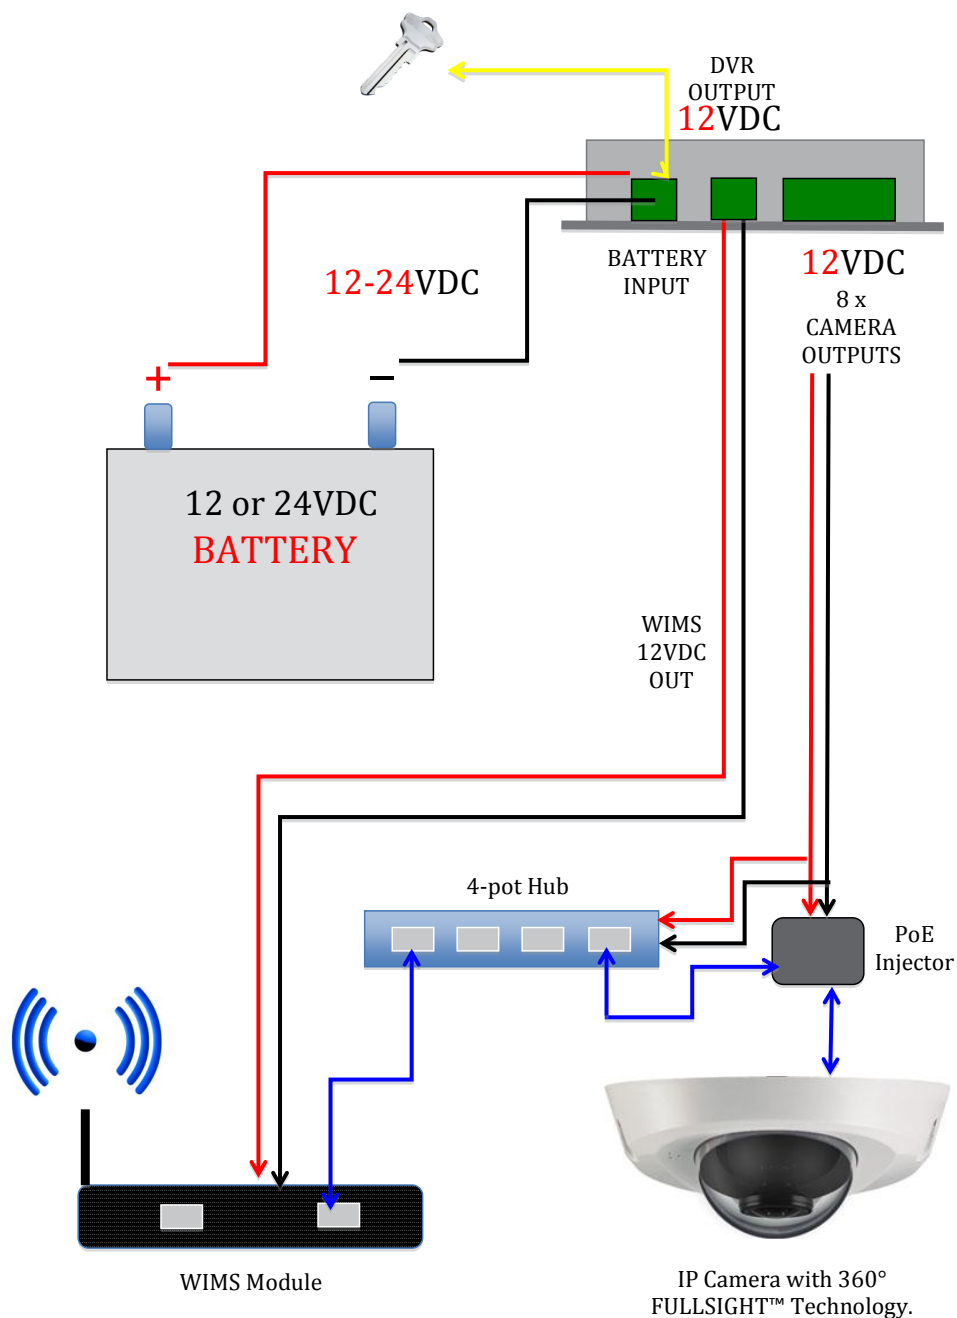 DVR
OUTPUT
12VDC
BATTERY
INPUT
12VDC
8 x
CAMERA
OUTPUTS
12-24VDC
+
−
12 or 24VDC
BATTERY
WIMS
12VDC
OUT
4-pot Hub
PoE
Injector
WIMS Module
IP Camera with 360°
FULLSIGHT™ Technology.